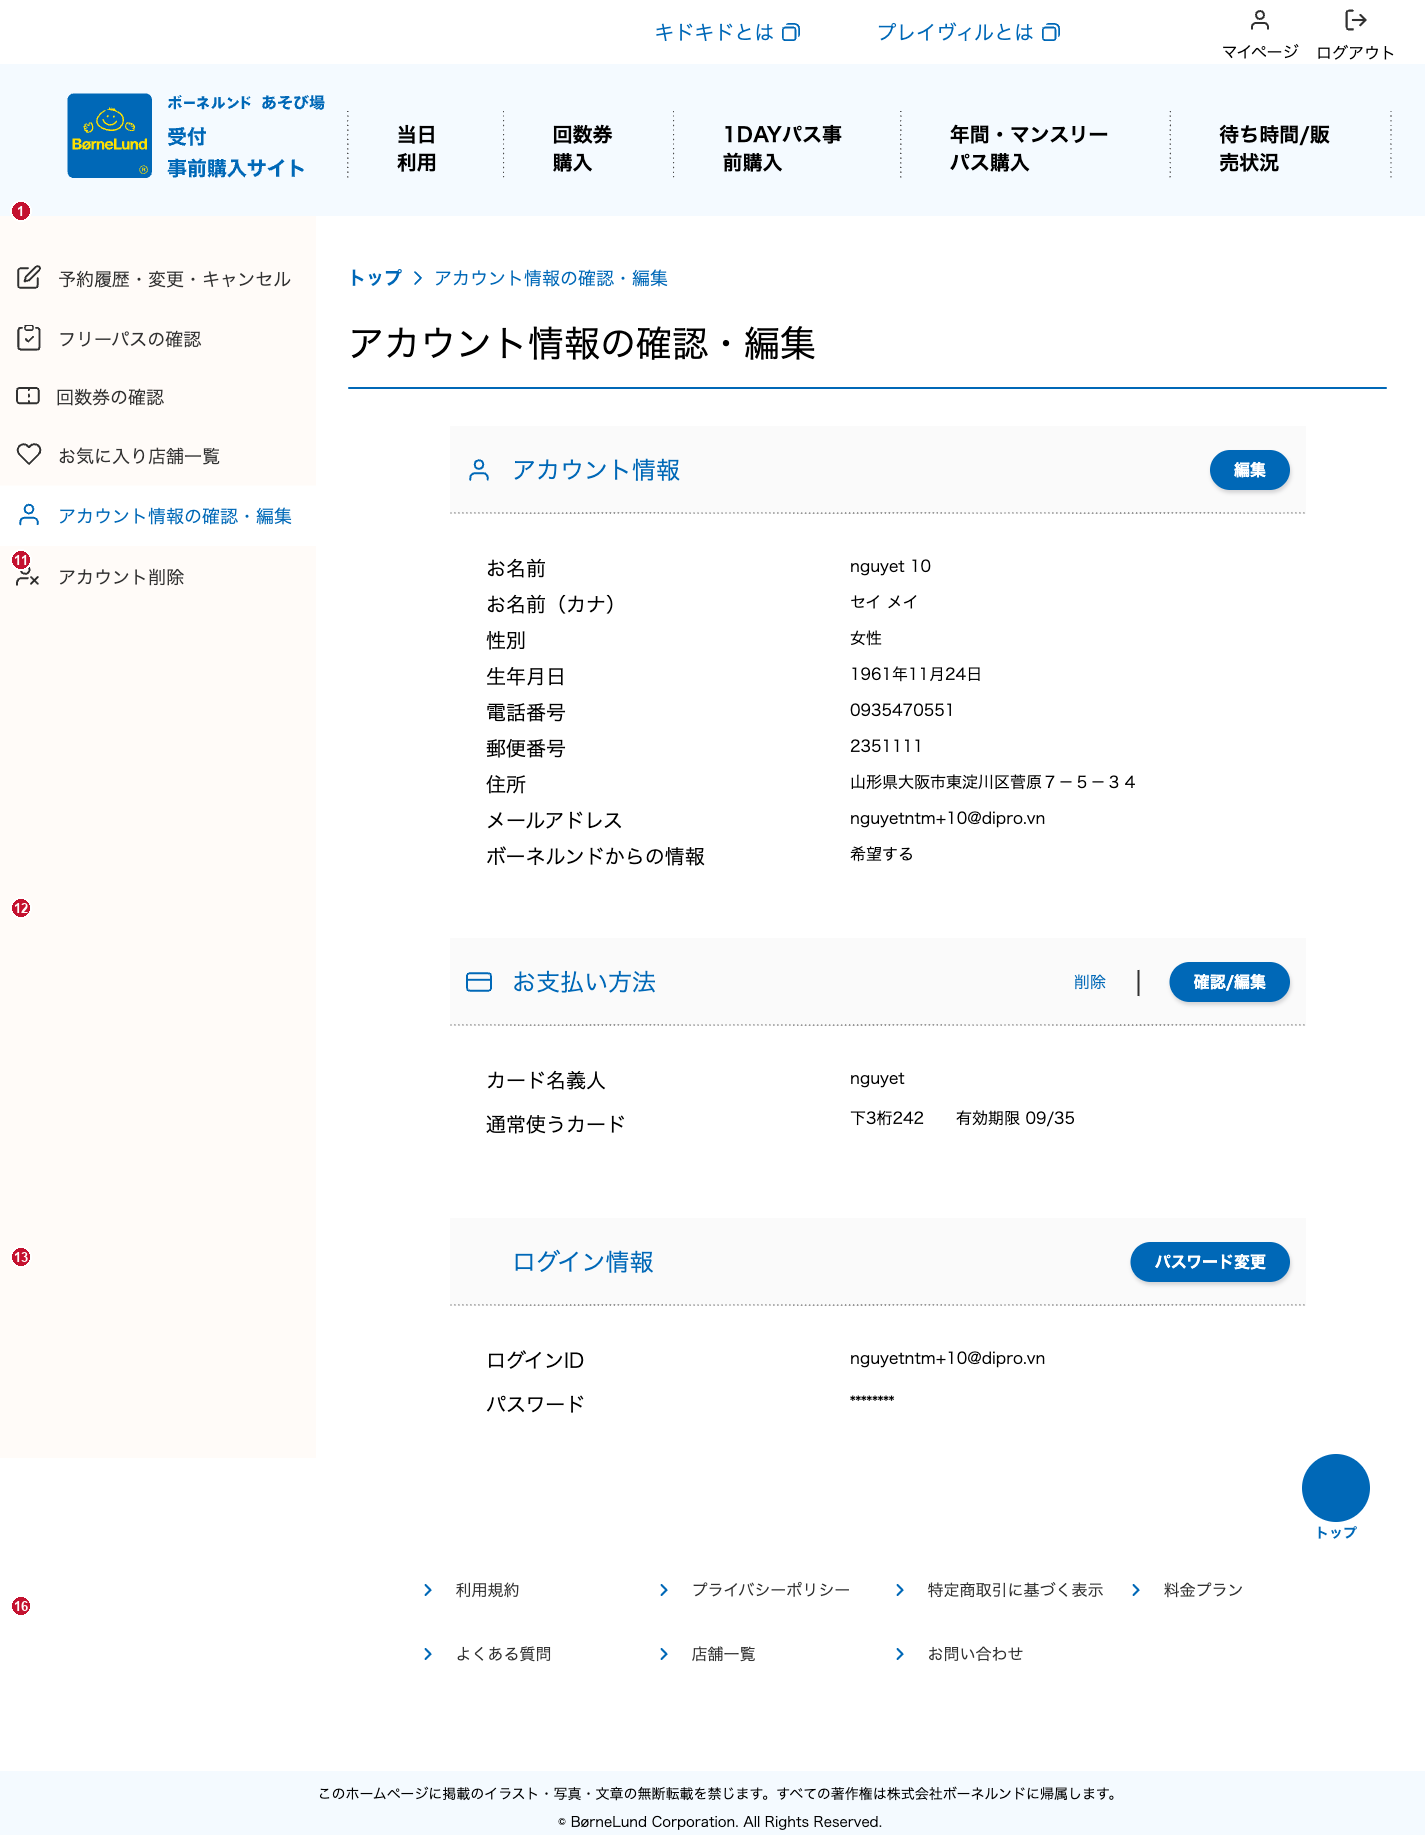 キドキドとは
プレイヴィルとは
マイページ
ログアウト
BørneLund
®
ボーネルンド あそび場
受付
事前購入サイト
当日
利用
回数券
購入
1DAYパス事
前購入
年間・マンスリー
パス購入
待ち時間/販
売状況
1
予約履歴・変更・キャンセル
フリーパスの確認
回数券の確認
お気に入り店舗一覧
アカウント情報の確認・編集
11
アカウント削除
12
13
16
トップ アカウント情報の確認・編集
アカウント情報の確認・編集
アカウント情報
編集
お名前 nguyet 10
お名前（カナ） セイ メイ
性別 女性
生年月日 1961年11月24日
電話番号 0935470551
郵便番号 2351111
住所 山形県大阪市東淀川区菅原７－５－３４
メールアドレス nguyetntm+10@dipro.vn
ボーネルンドからの情報 希望する
お支払い方法
削除 | 確認/編集
カード名義人 nguyet
通常使うカード 下3桁242 有効期限 09/35
ログイン情報
パスワード変更
ログインID nguyetntm+10@dipro.vn
パスワード ********
トップ
利用規約 プライバシーポリシー 特定商取引に基づく表示 料金プラン
よくある質問 店舗一覧 お問い合わせ
このホームページに掲載のイラスト・写真・文章の無断転載を禁じます。すべての著作権は株式会社ボーネルンドに帰属します。
© BørneLund Corporation. All Rights Reserved.